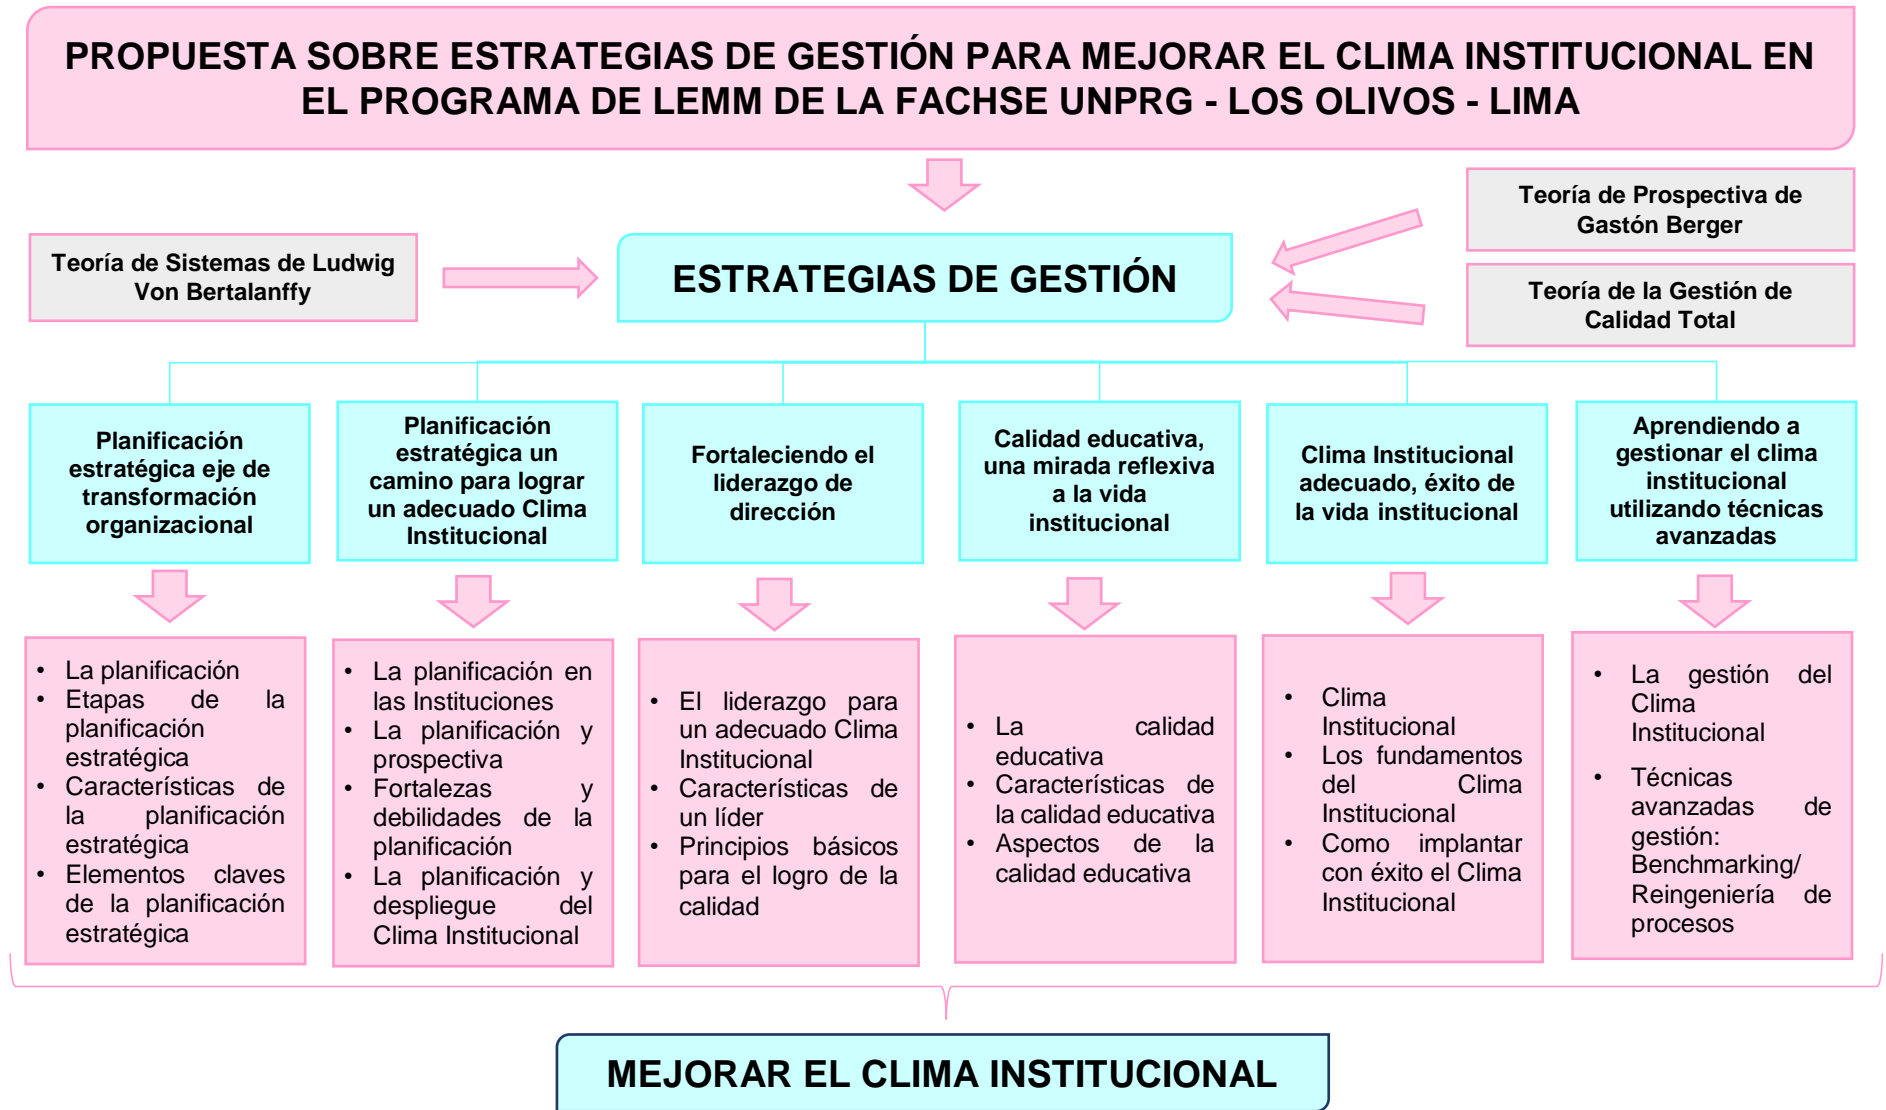 PROPUESTA SOBRE ESTRATEGIAS DE GESTIÓN PARA MEJORAR EL CLIMA INSTITUCIONAL EN
EL PROGRAMA DE LEMM DE LA FACHSE UNPRG - LOS OLIVOS - LIMA
Teoría de Sistemas de Ludwig
Von Bertalanffy
ESTRATEGIAS DE GESTIÓN
Teoría de Prospectiva de
Gastón Berger
Teoría de la Gestión de
Calidad Total
Planificación
estratégica eje de
transformación
organizacional
Planificación
estratégica un
camino para lograr
un adecuado Clima
Institucional
Fortaleciendo el
liderazgo de
dirección
Calidad educativa,
una mirada reflexiva
a la vida
institucional
Clima Institucional
adecuado, éxito de
la vida institucional
Aprendiendo a
gestionar el clima
institucional
utilizando técnicas
avanzadas
• La planificación
• Etapas de la
planificación
estratégica
• Características de
la planificación
estratégica
• Elementos claves
de la planificación
estratégica
• La planificación en
las Instituciones
• La planificación y
prospectiva
• Fortalezas y
debilidades de la
planificación
• La planificación y
despliegue del
Clima Institucional
• El liderazgo para
un adecuado Clima
Institucional
• Características de
un líder
• Principios básicos
para el logro de la
calidad
• La calidad
educativa
• Características de
la calidad educativa
• Aspectos de la
calidad educativa
• Clima
Institucional
• Los fundamentos
del Clima
Institucional
• Como implantar
con éxito el Clima
Institucional
• La gestión del
Clima
Institucional
• Técnicas
avanzadas de
gestión:
Benchmarking/
Reingeniería de
procesos
MEJORAR EL CLIMA INSTITUCIONAL